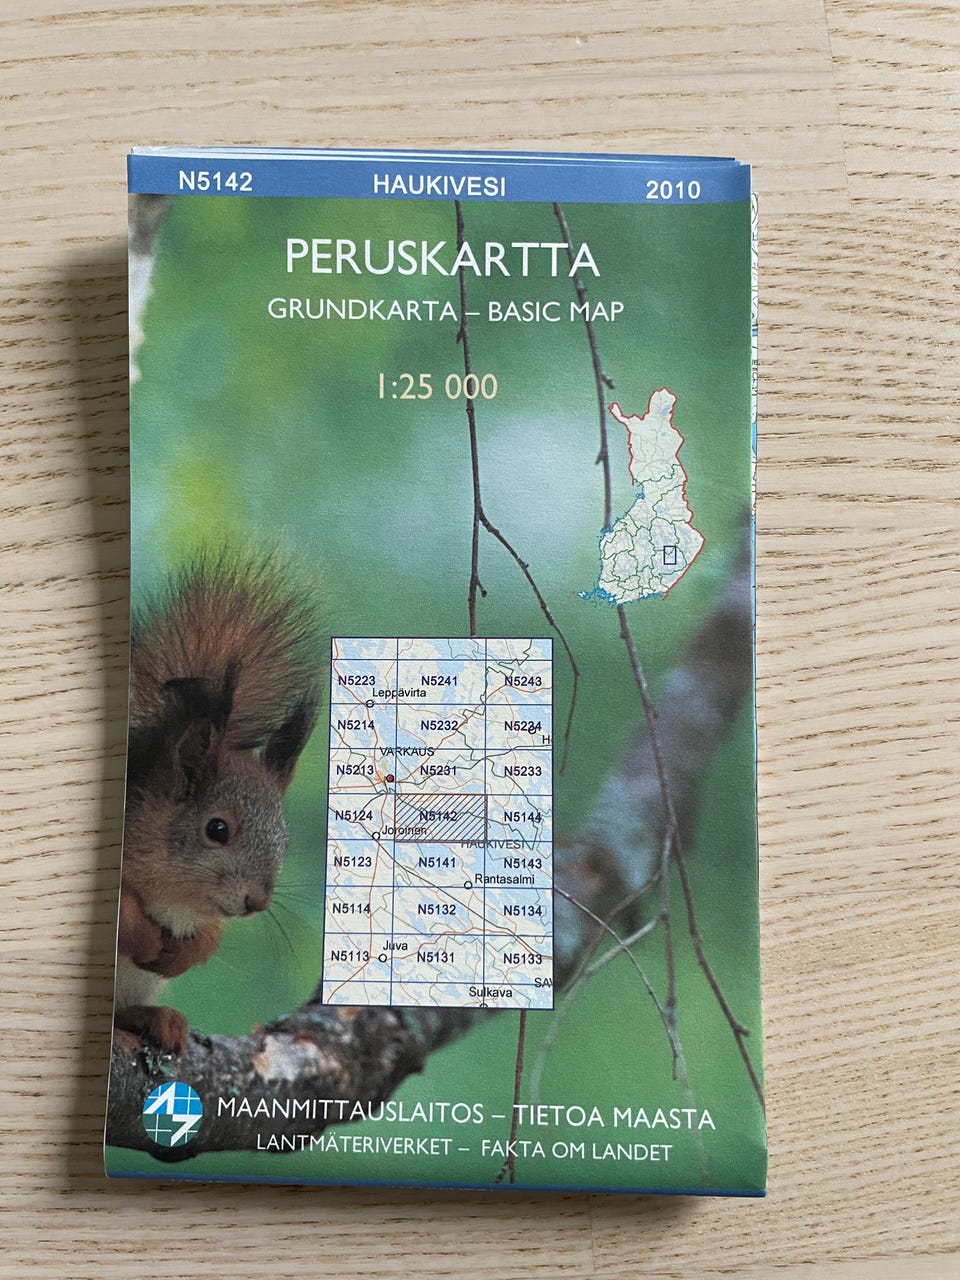 N5142 HAUKIVESI 2010
PERUSKARTTA
GRUNDKARTA – BASIC MAP
1:25 000
N5223 N5241 N5243
Leppävirta
N5214 N5232 N5234
H
VARKAUS
N5213 N5231 N5233
N5124 N5142 N5144
Joroinen
HAUKIVESI
N5123 N5141 N5143
Rantasalmi
N5114 N5132 N5134
Juva
N5113 N5131 N5133
SAV
Sulkava
MAANMITTAUSLAITOS – TIETOA MAASTA
LANTMÄTERIVERKET – FAKTA OM LANDET